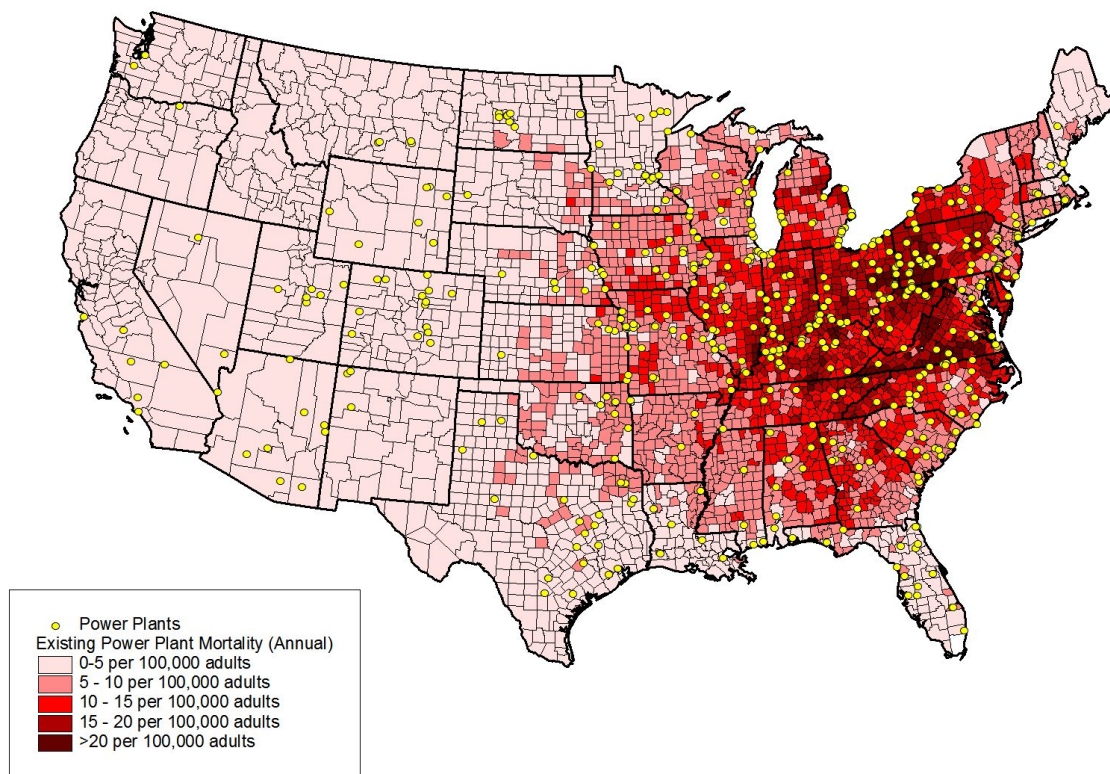 Power Plants
Existing Power Plant Mortality (Annual)
0-5 per 100,000 adults
5 - 10 per 100,000 adults
10 - 15 per 100,000 adults
15 - 20 per 100,000 adults
>20 per 100,000 adults